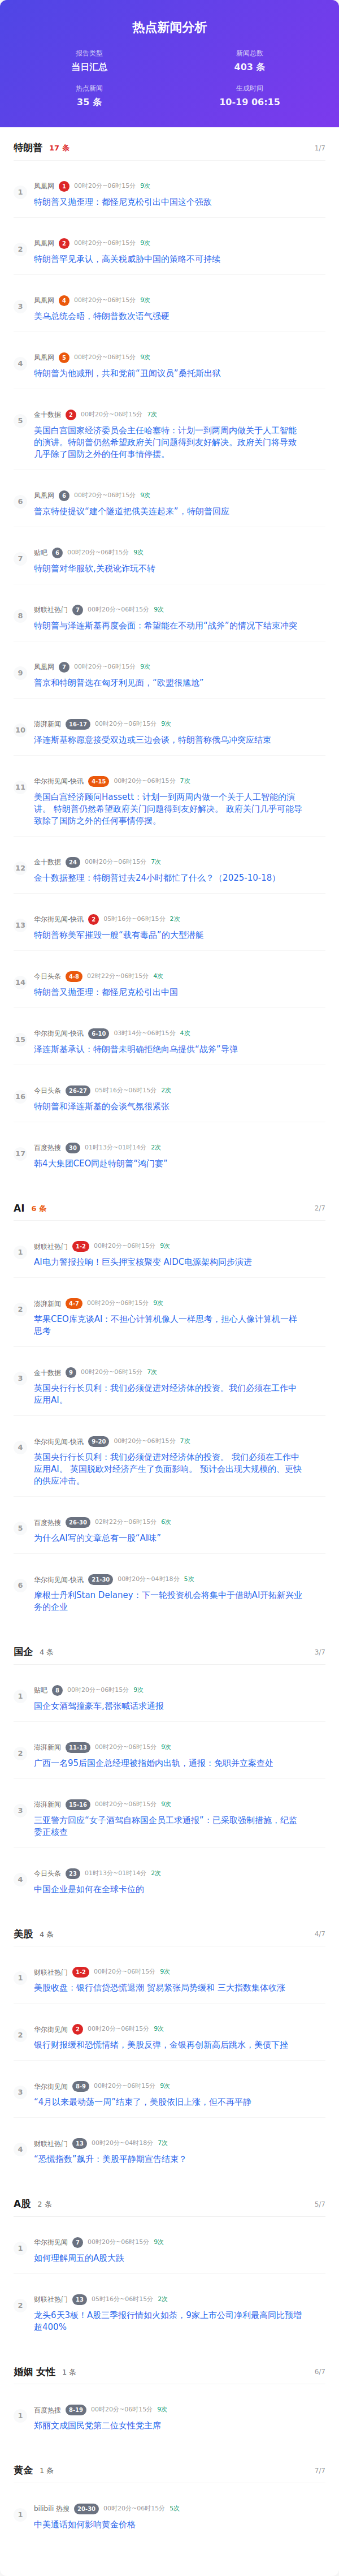 热点新闻分析
报告类型
新闻总数
当日汇总
403 条
热点新闻
生成时间
35 条
10-19 06:15
特朗普 17 条 1/7
1
凤凰网 1 00时20分~06时15分 9次
特朗普又抛歪理：都怪尼克松引出中国这个强敌
2
凤凰网 2 00时20分~06时15分 9次
特朗普罕见承认，高关税威胁中国的策略不可持续
3
凤凰网 4 00时20分~06时15分 9次
美乌总统会晤，特朗普数次语气强硬
4
凤凰网 5 00时20分~06时15分 9次
特朗普为他减刑，共和党前“丑闻议员”桑托斯出狱
5
金十数据 2 00时20分~06时15分 7次
美国白宫国家经济委员会主任哈塞特：计划一到两周内做关于人工智能
的演讲。特朗普仍然希望政府关门问题得到友好解决。政府关门将导致
几乎除了国防之外的任何事情停摆。
6
凤凰网 6 00时20分~06时15分 9次
普京特使提议“建个隧道把俄美连起来”，特朗普回应
7
贴吧 6 00时20分~06时15分 9次
特朗普对华服软,关税讹诈玩不转
8
财联社热门 7 00时20分~06时15分 9次
特朗普与泽连斯基再度会面：希望能在不动用“战斧”的情况下结束冲突
9
凤凰网 7 00时20分~06时15分 9次
普京和特朗普选在匈牙利见面，“欧盟很尴尬”
10
澎湃新闻 16-17 00时20分~06时15分 9次
泽连斯基称愿意接受双边或三边会谈，特朗普称俄乌冲突应结束
11
华尔街见闻-快讯 4-15 00时20分~06时15分 7次
美国白宫经济顾问Hassett：计划一到两周内做一个关于人工智能的演
讲。 特朗普仍然希望政府关门问题得到友好解决。 政府关门几乎可能导
致除了国防之外的任何事情停摆。
12
金十数据 24 00时20分~06时15分 7次
金十数据整理：特朗普过去24小时都忙了什么？（2025-10-18）
13
华尔街见闻-快讯 2 05时16分~06时15分 2次
特朗普称美军摧毁一艘“载有毒品”的大型潜艇
14
今日头条 4-8 02时22分~06时15分 4次
特朗普又抛歪理：都怪尼克松引出中国
15
华尔街见闻-快讯 6-10 03时14分~06时15分 4次
泽连斯基承认：特朗普未明确拒绝向乌提供“战斧”导弹
16
今日头条 26-27 05时16分~06时15分 2次
特朗普和泽连斯基的会谈气氛很紧张
17
百度热搜 30 01时13分~01时14分 2次
韩4大集团CEO同赴特朗普“鸿门宴”
AI 6 条 2/7
1
财联社热门 1-2 00时20分~06时15分 9次
AI电力警报拉响！巨头押宝核聚变 AIDC电源架构同步演进
2
澎湃新闻 4-7 00时20分~06时15分 9次
苹果CEO库克谈AI：不担心计算机像人一样思考，担心人像计算机一样
思考
3
金十数据 9 00时20分~06时15分 7次
英国央行行长贝利：我们必须促进对经济体的投资。我们必须在工作中
应用AI。
4
华尔街见闻-快讯 9-20 00时20分~06时15分 7次
英国央行行长贝利：我们必须促进对经济体的投资。 我们必须在工作中
应用AI。 英国脱欧对经济产生了负面影响。 预计会出现大规模的、更快
的供应冲击。
5
百度热搜 26-30 02时22分~06时15分 6次
为什么AI写的文章总有一股“AI味”
6
华尔街见闻-快讯 21-30 00时20分~04时18分 5次
摩根士丹利Stan Delaney：下一轮投资机会将集中于借助AI开拓新兴业
务的企业
国企 4 条 3/7
1
贴吧 8 00时20分~06时15分 9次
国企女酒驾撞豪车,嚣张喊话求通报
2
澎湃新闻 11-13 00时20分~06时15分 9次
广西一名95后国企总经理被指婚内出轨，通报：免职并立案查处
3
澎湃新闻 15-16 00时20分~06时15分 9次
三亚警方回应“女子酒驾自称国企员工求通报”：已采取强制措施，纪监
委正核查
4
今日头条 23 01时13分~01时14分 2次
中国企业是如何在全球卡位的
美股 4 条 4/7
1
财联社热门 1-2 00时20分~06时15分 9次
美股收盘：银行信贷恐慌退潮 贸易紧张局势缓和 三大指数集体收涨
2
华尔街见闻 2 00时20分~06时15分 9次
银行财报缓和恐慌情绪，美股反弹，金银再创新高后跳水，美债下挫
3
华尔街见闻 8-9 00时20分~06时15分 9次
“4月以来最动荡一周”结束了，美股依旧上涨，但不再平静
4
财联社热门 13 00时20分~04时18分 7次
“恐慌指数”飙升：美股平静期宣告结束？
A股 2 条 5/7
1
华尔街见闻 7 00时20分~06时15分 9次
如何理解周五的A股大跌
2
财联社热门 13 05时16分~06时15分 2次
龙头6天3板！A股三季报行情如火如荼，9家上市公司净利最高同比预增
超400%
婚姻 女性 1 条 6/7
1
百度热搜 8-19 00时20分~06时15分 9次
郑丽文成国民党第二位女性党主席
黄金 1 条 7/7
1
bilibili 热搜 20-30 00时20分~06时15分 5次
中美通话如何影响黄金价格